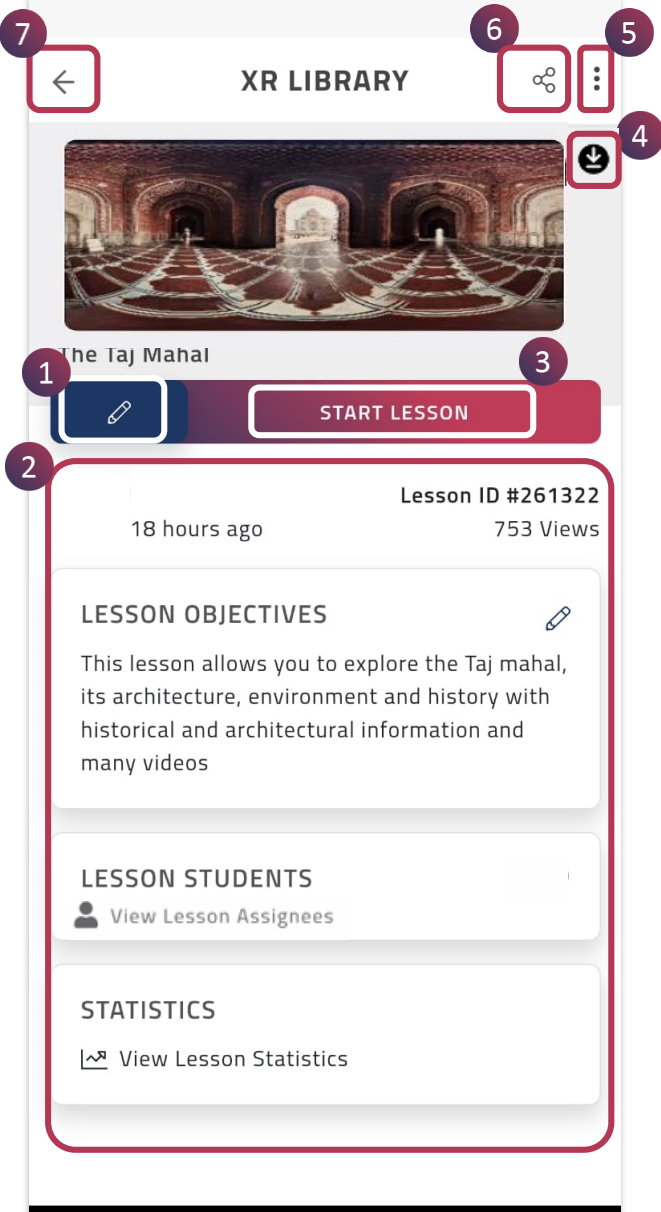 7
6
5
XR LIBRARY
4
The Taj Mahal
1
3
START LESSON
2
Lesson ID #261322
18 hours ago
753 Views
LESSON OBJECTIVES
This lesson allows you to explore the Taj mahal,
its architecture, environment and history with
historical and architectural information and
many videos
LESSON STUDENTS
View Lesson Assignees
STATISTICS
View Lesson Statistics